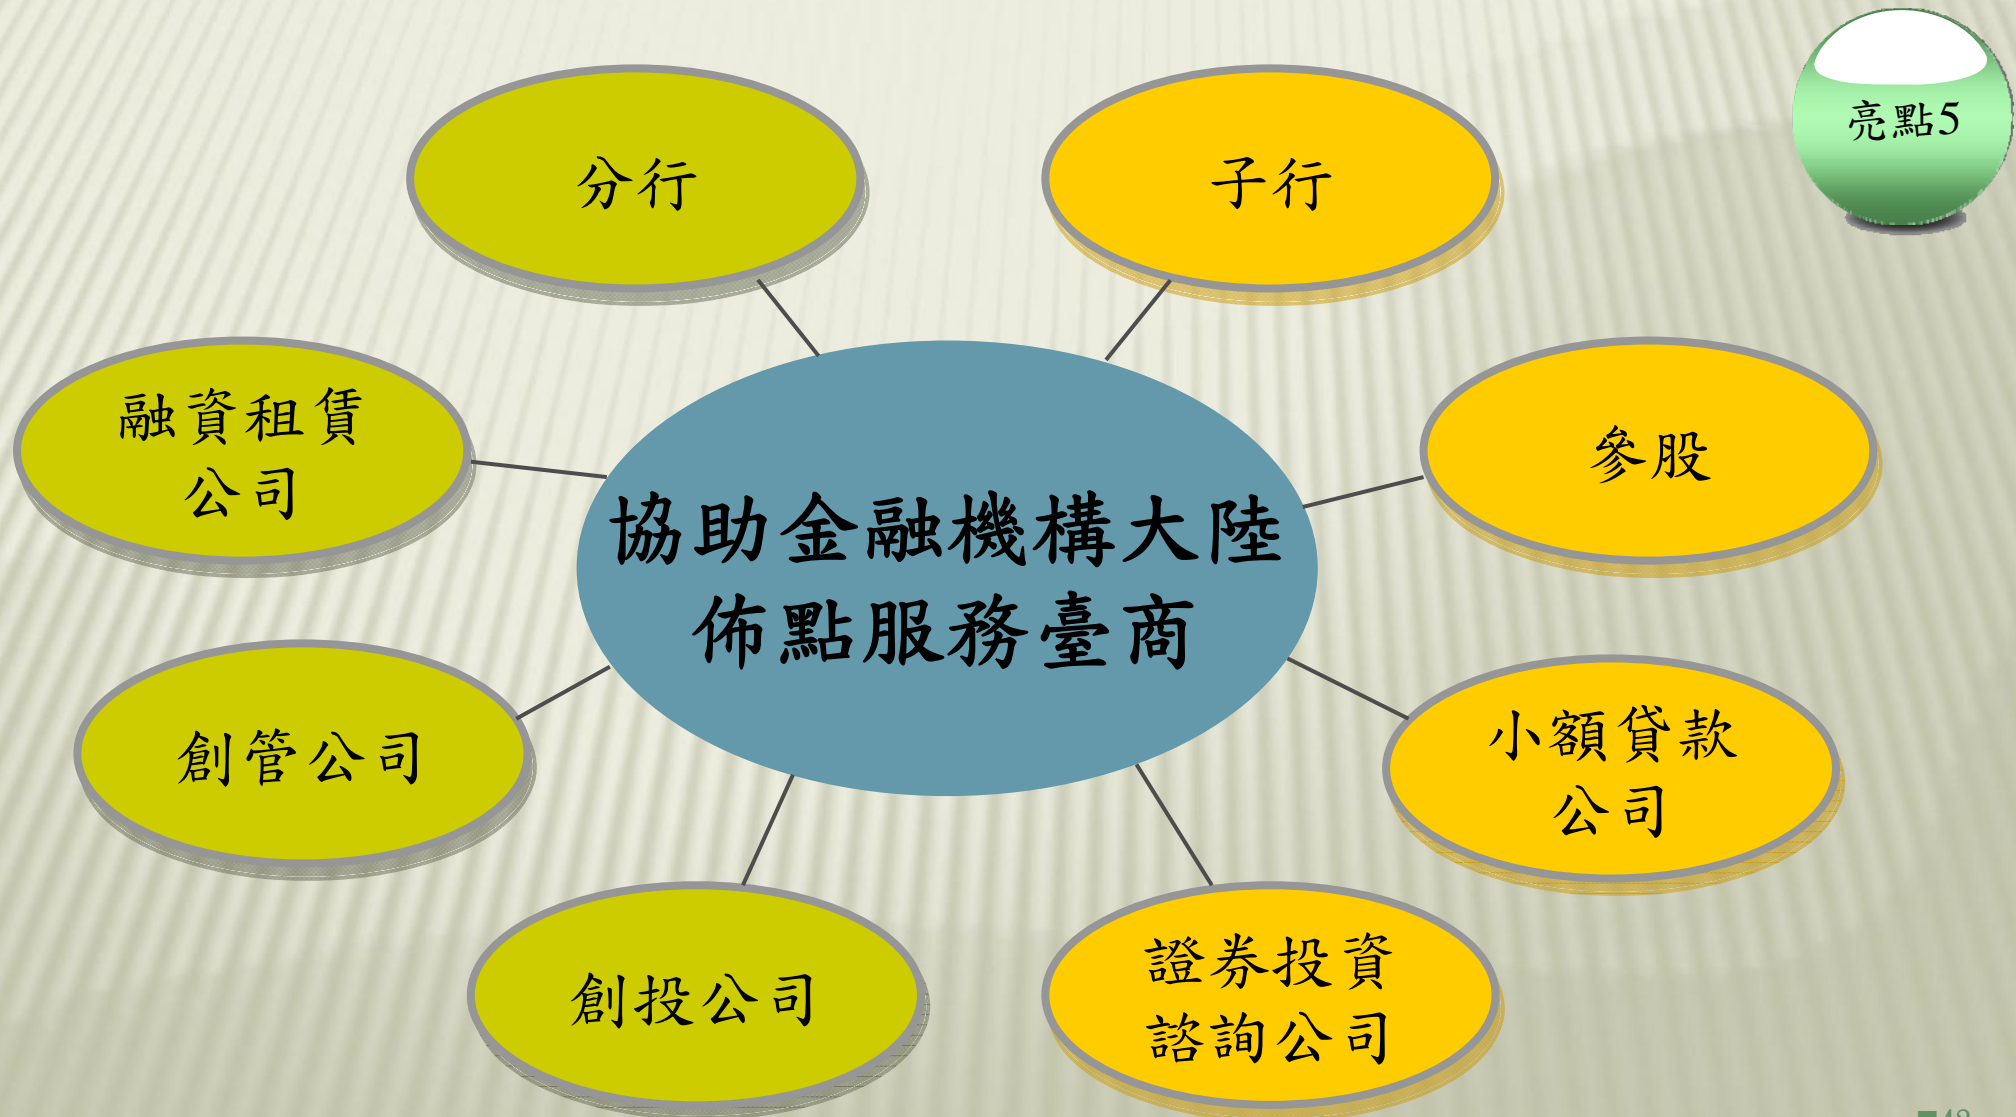 亮點5
分行
子行
融資租賃
公司
參股
協助金融機構大陸
佈點服務臺商
創管公司
小額貸款
公司
創投公司
證券投資
諮詢公司